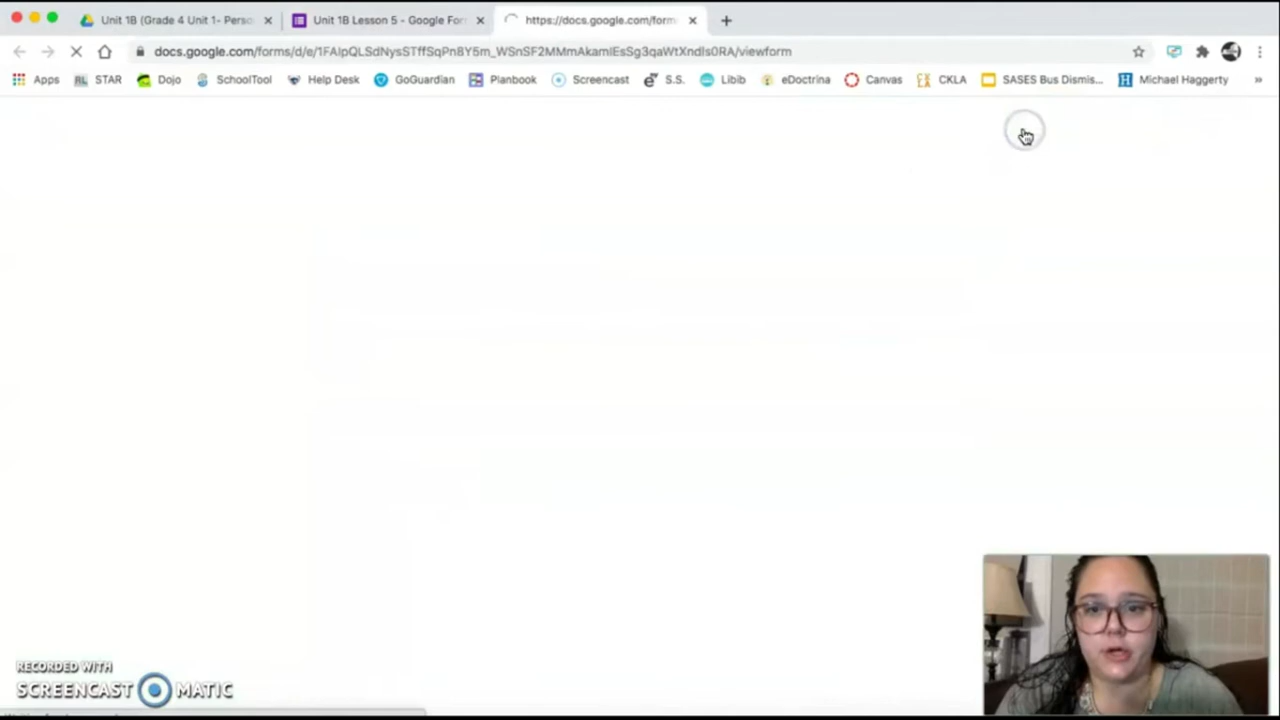 Unit 1B (Grade 4 Unit 1- Perso
Unit 1B Lesson 5 - Google For
https://docs.google.com/form
docs.google.com/forms/d/e/1FAIpQLSdNysSTffSqPn8Y5m_WSnSF2MMmAkamIEsSg3qaWtXndIs0RA/viewform
Apps RL STAR Dojo SchoolTool Help Desk GoGuardian Planbook Screencast S.S. Libib eDoctrina Canvas CKLA SASES Bus Dismis... Michael Haggerty »
RECORDED WITH
SCREENCAST MATIC